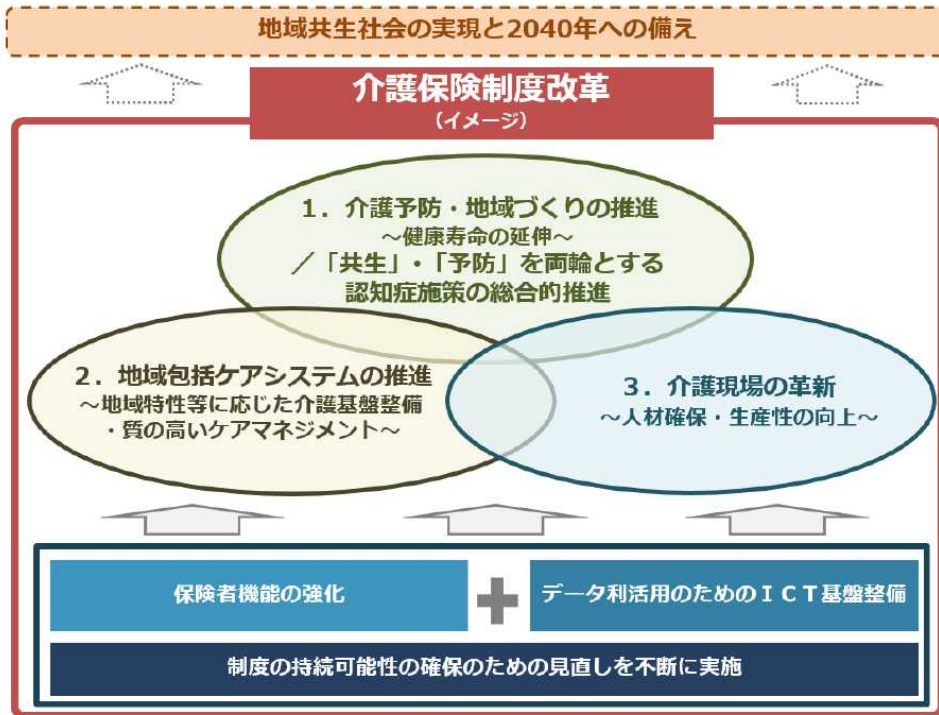 地域共生社会の実現と2040年への備え
介護保険制度改革
（イメージ）
１．介護予防・地域づくりの推進
～健康寿命の延伸～
／「共生」・「予防」を両輪とする
認知症施策の総合的推進
２．地域包括ケアシステムの推進
～地域特性等に応じた介護基盤整備
・質の高いケアマネジメント～
３．介護現場の革新
～人材確保・生産性の向上～
保険者機能の強化
データ利活用のためのＩＣＴ基盤整備
制度の持続可能性の確保のための見直しを不断に実施